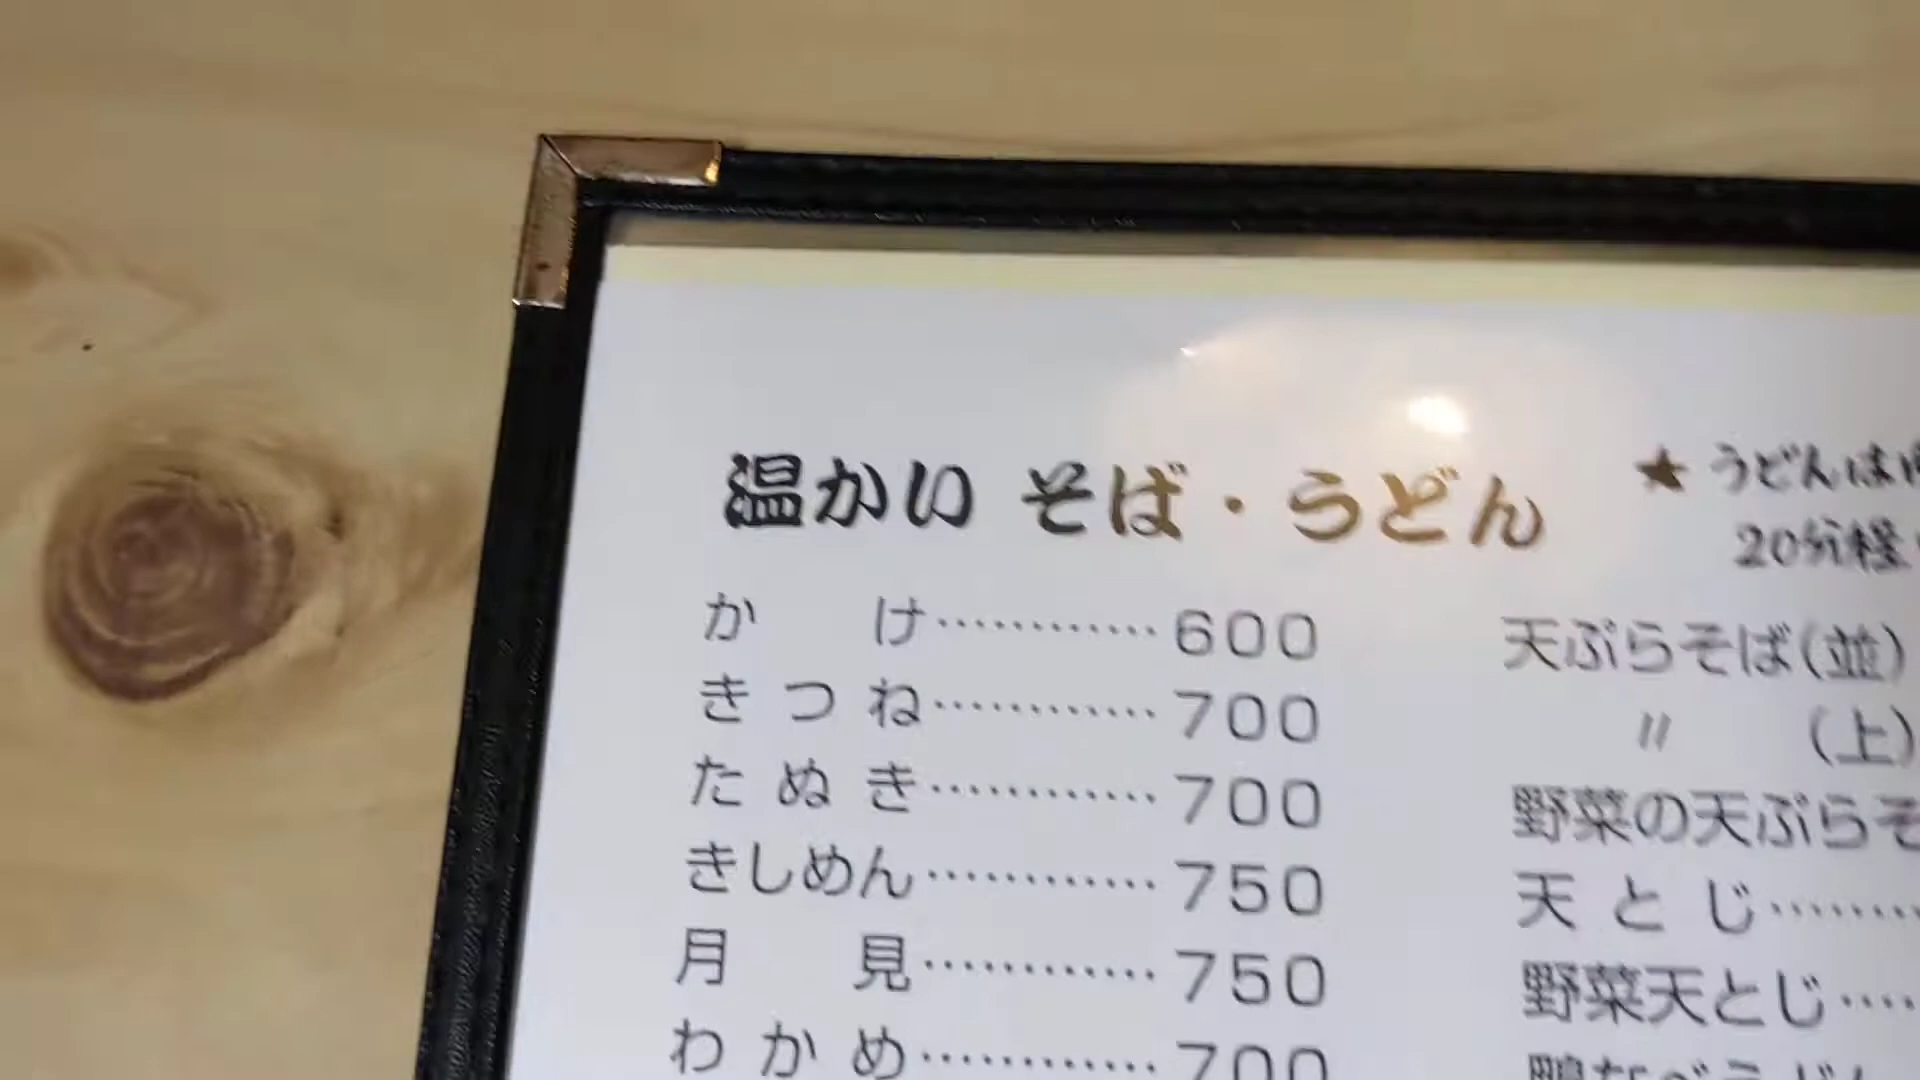 温かい そば・うどん
かけ…………600
きつね…………700
たぬき…………700
きしめん…………750
月見…………750
わかめ…………700
★うどんは
20分程
天ぷらそば(並)
〃 (上)
野菜の天ぷらそ
天とじ………
野菜天とじ……